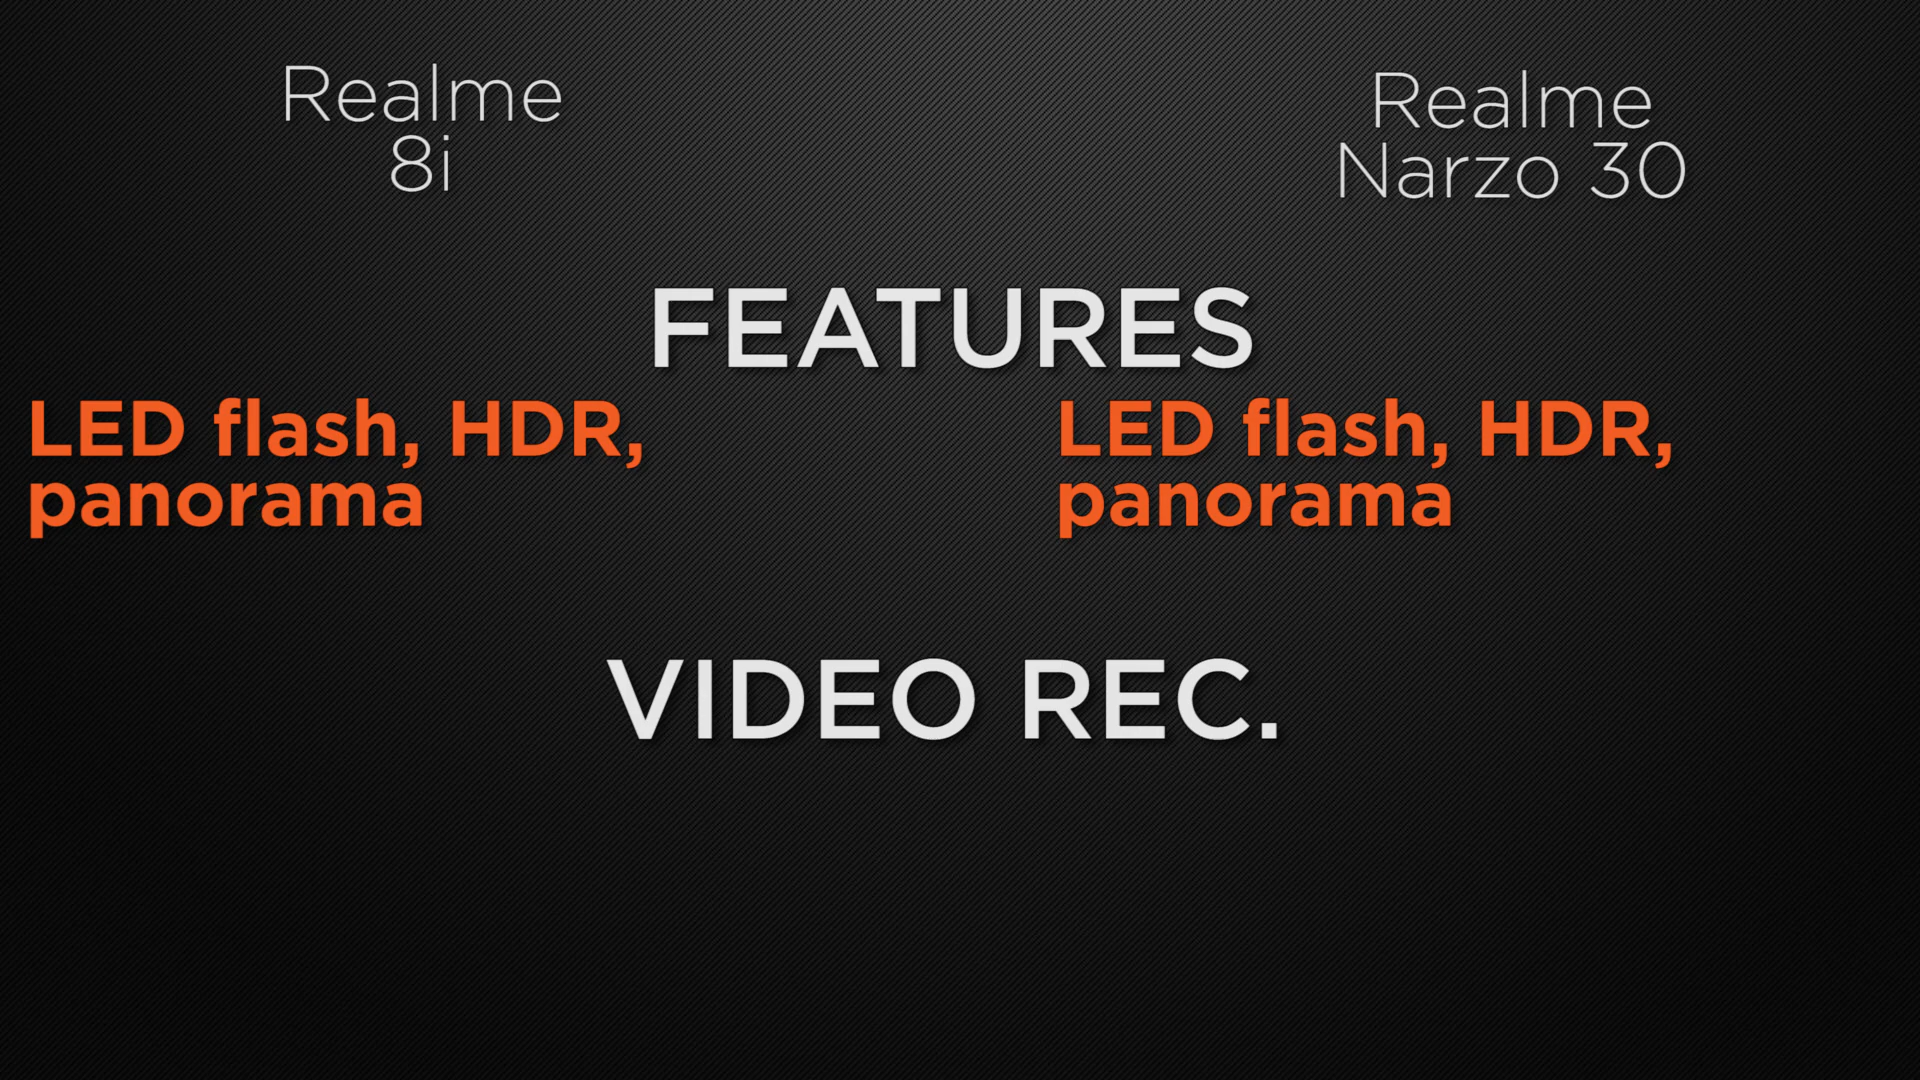 Realme
8i
Realme
Narzo 30
FEATURES
LED flash, HDR,
panorama
LED flash, HDR,
panorama
VIDEO REC.